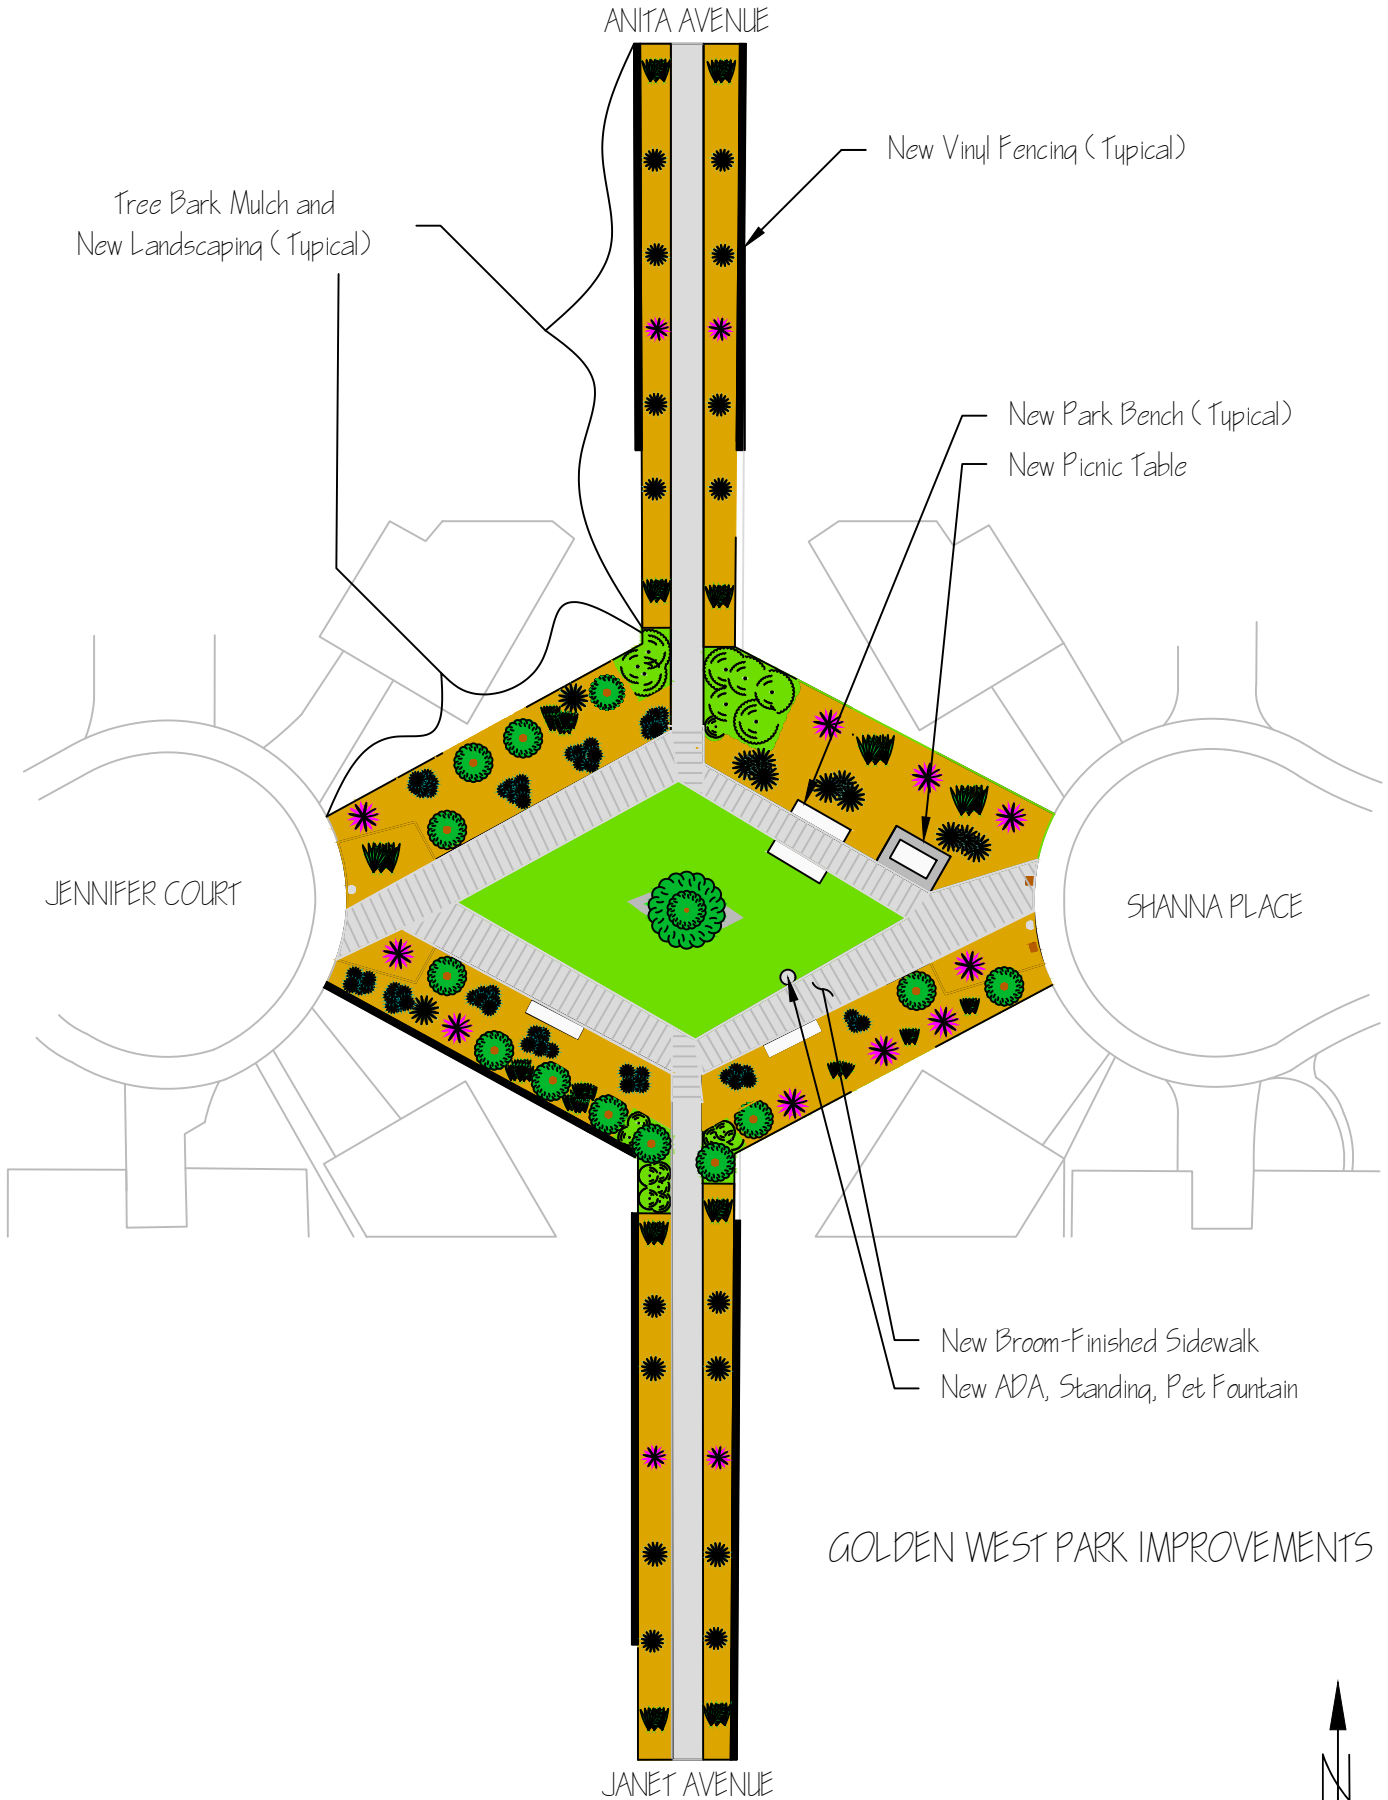 ANITA AVENUE
New Vinyl Fencing (Typical)
Tree Bark Mulch and
New Landscaping (Typical)
New Park Bench (Typical)
New Picnic Table
JENNIFER COURT
SHANNA PLACE
New Broom-Finished Sidewalk
New ADA, Standing, Pet Fountain
GOLDEN WEST PARK IMPROVEMENTS
N
JANET AVENUE